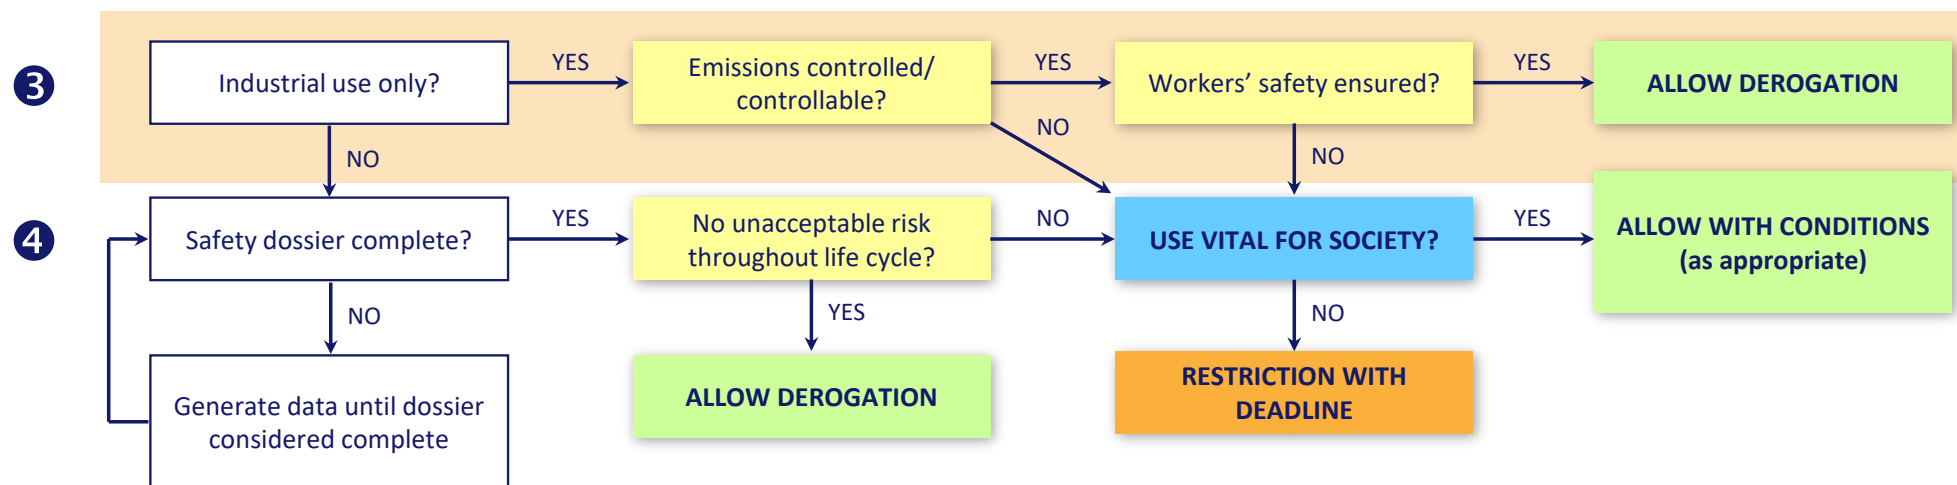 3
Industrial use only?
YES
Emissions controlled/
controllable?
YES
Workers’ safety ensured?
YES
ALLOW DEROGATION
NO
NO
NO
4
Safety dossier complete?
YES
No unacceptable risk
throughout life cycle?
NO
USE VITAL FOR SOCIETY?
YES
ALLOW WITH CONDITIONS
(as appropriate)
NO
YES
NO
Generate data until dossier
considered complete
ALLOW DEROGATION
RESTRICTION WITH
DEADLINE